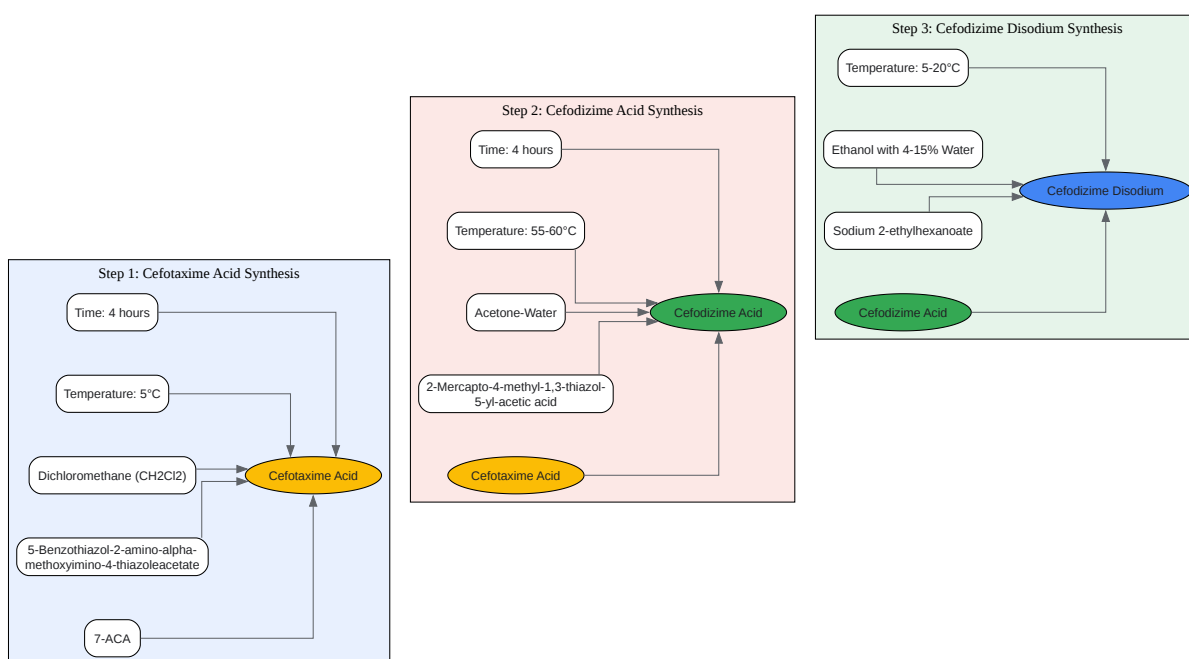 Step 1: Cefotaxime Acid Synthesis
Time: 4 hours
Temperature: 5°C
Dichloromethane (CH2Cl2)
Cefotaxime Acid
5-Benzothiazol-2-amino-alpha-
methoxyimino-4-thiazoleacetate
7-ACA
Step 2: Cefodizime Acid Synthesis
Time: 4 hours
Temperature: 55-60°C
Acetone-Water
Cefodizime Acid
2-Mercapto-4-methyl-1,3-thiazol-
5-yl-acetic acid
Cefotaxime Acid
Step 3: Cefodizime Disodium Synthesis
Temperature: 5-20°C
Ethanol with 4-15% Water
Cefodizime Disodium
Sodium 2-ethylhexanoate
Cefodizime Acid